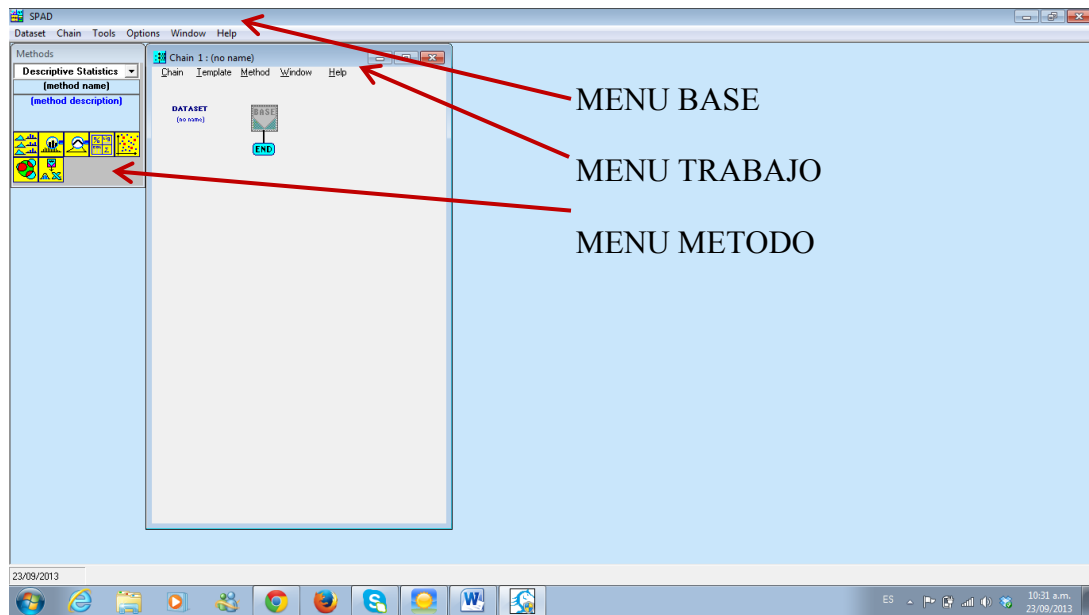 SPAD
Dataset Chain Tools Options Window Help
Methods
Descriptive Statistics
(method name)
(method description)
Chain 1 : (no name)
Chain Template Method Window Help
DATASET
(no name)
BASE
END
MENU BASE
MENU TRABAJO
MENU METODO
23/09/2013
ES
10:31 a.m.
23/09/2013